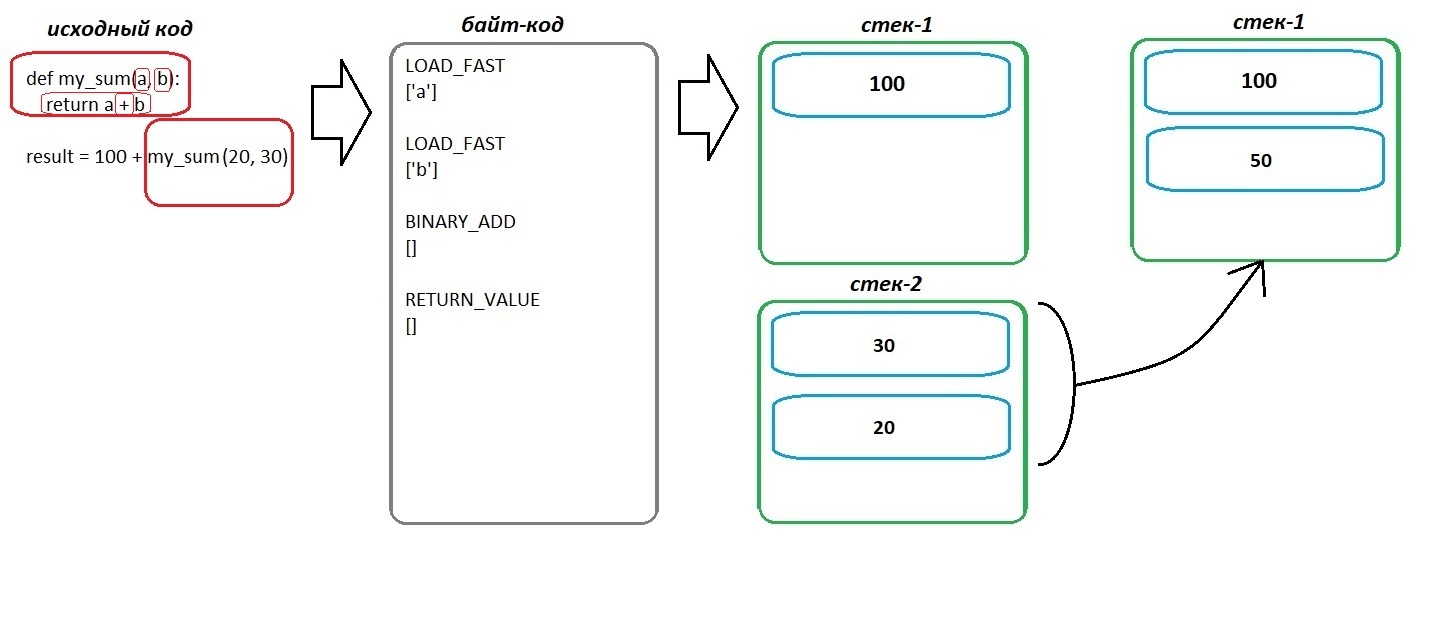 исходный код
def my_sum(a, b):
return a + b
result = 100 + my_sum(20, 30)
байт-код
LOAD_FAST
['a']
LOAD_FAST
['b']
BINARY_ADD
[]
RETURN_VALUE
[]
стек-1
100
стек-2
30
20
стек-1
100
50